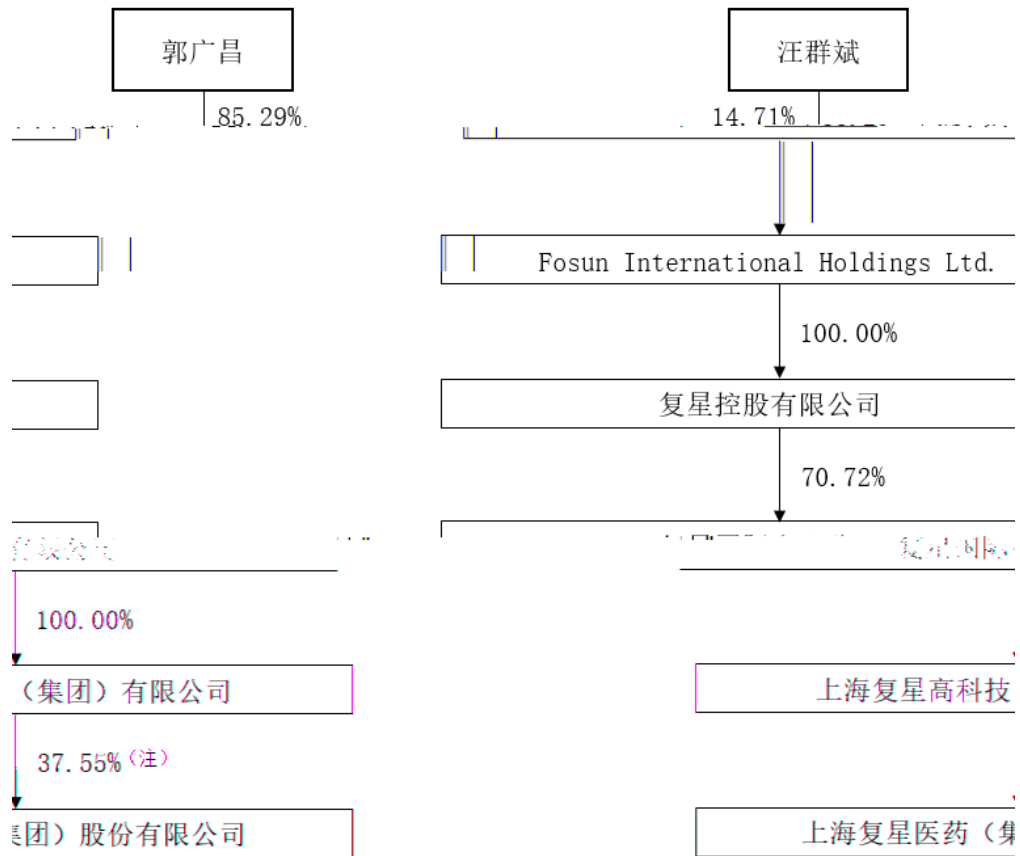 郭广昌
汪群斌
85.29%
14.71%
Fosun International Holdings Ltd.
100.00%
复星控股有限公司
70.72%
100.00%
（集团）有限公司
上海复星高科技
37.55%（注）
团）股份有限公司
上海复星医药（集